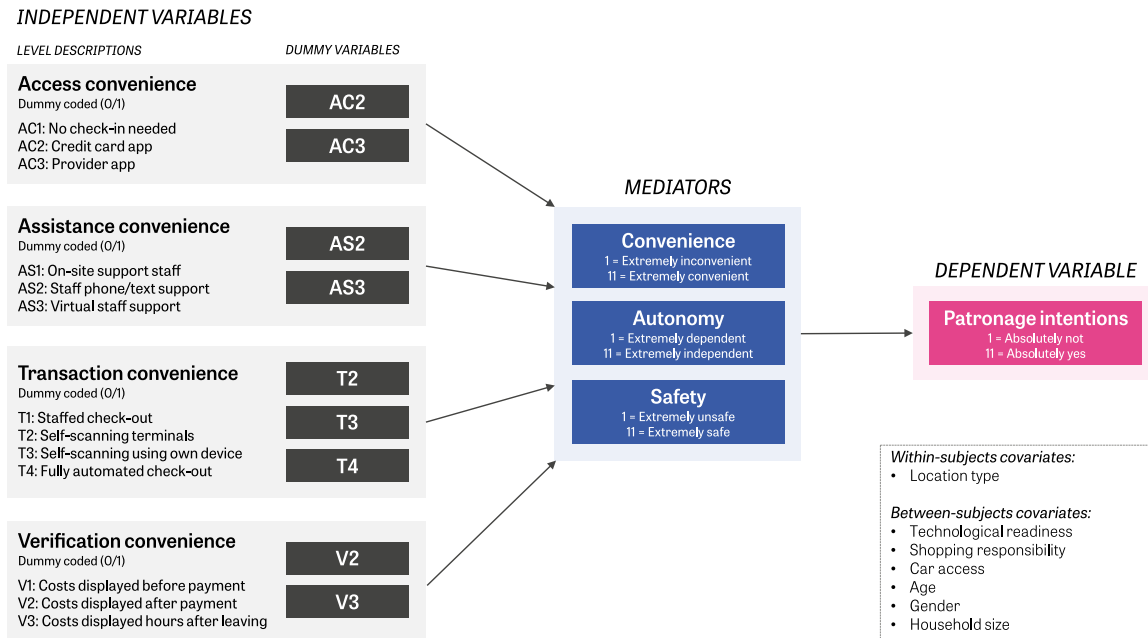 INDEPENDENT VARIABLES
LEVEL DESCRIPTIONS
DUMMY VARIABLES
Access convenience
Dummy coded (0/1)
AC1: No check-in needed
AC2: Credit card app
AC3: Provider app
AC2
AC3
Assistance convenience
Dummy coded (0/1)
AS1: On-site support staff
AS2: Staff phone/text support
AS3: Virtual staff support
AS2
AS3
Transaction convenience
Dummy coded (0/1)
T1: Staffed check-out
T2: Self-scanning terminals
T3: Self-scanning using own device
T4: Fully automated check-out
T2
T3
T4
Verification convenience
Dummy coded (0/1)
V1: Costs displayed before payment
V2: Costs displayed after payment
V3: Costs displayed hours after leaving
V2
V3
MEDIATORS
Convenience
1 = Extremely inconvenient
11 = Extremely convenient
Autonomy
1 = Extremely dependent
11 = Extremely independent
Safety
1 = Extremely unsafe
11 = Extremely safe
DEPENDENT VARIABLE
Patronage intentions
1 = Absolutely not
11 = Absolutely yes
Within-subjects covariates:
• Location type
Between-subjects covariates:
• Technological readiness
• Shopping responsibility
• Car access
• Age
• Gender
• Household size